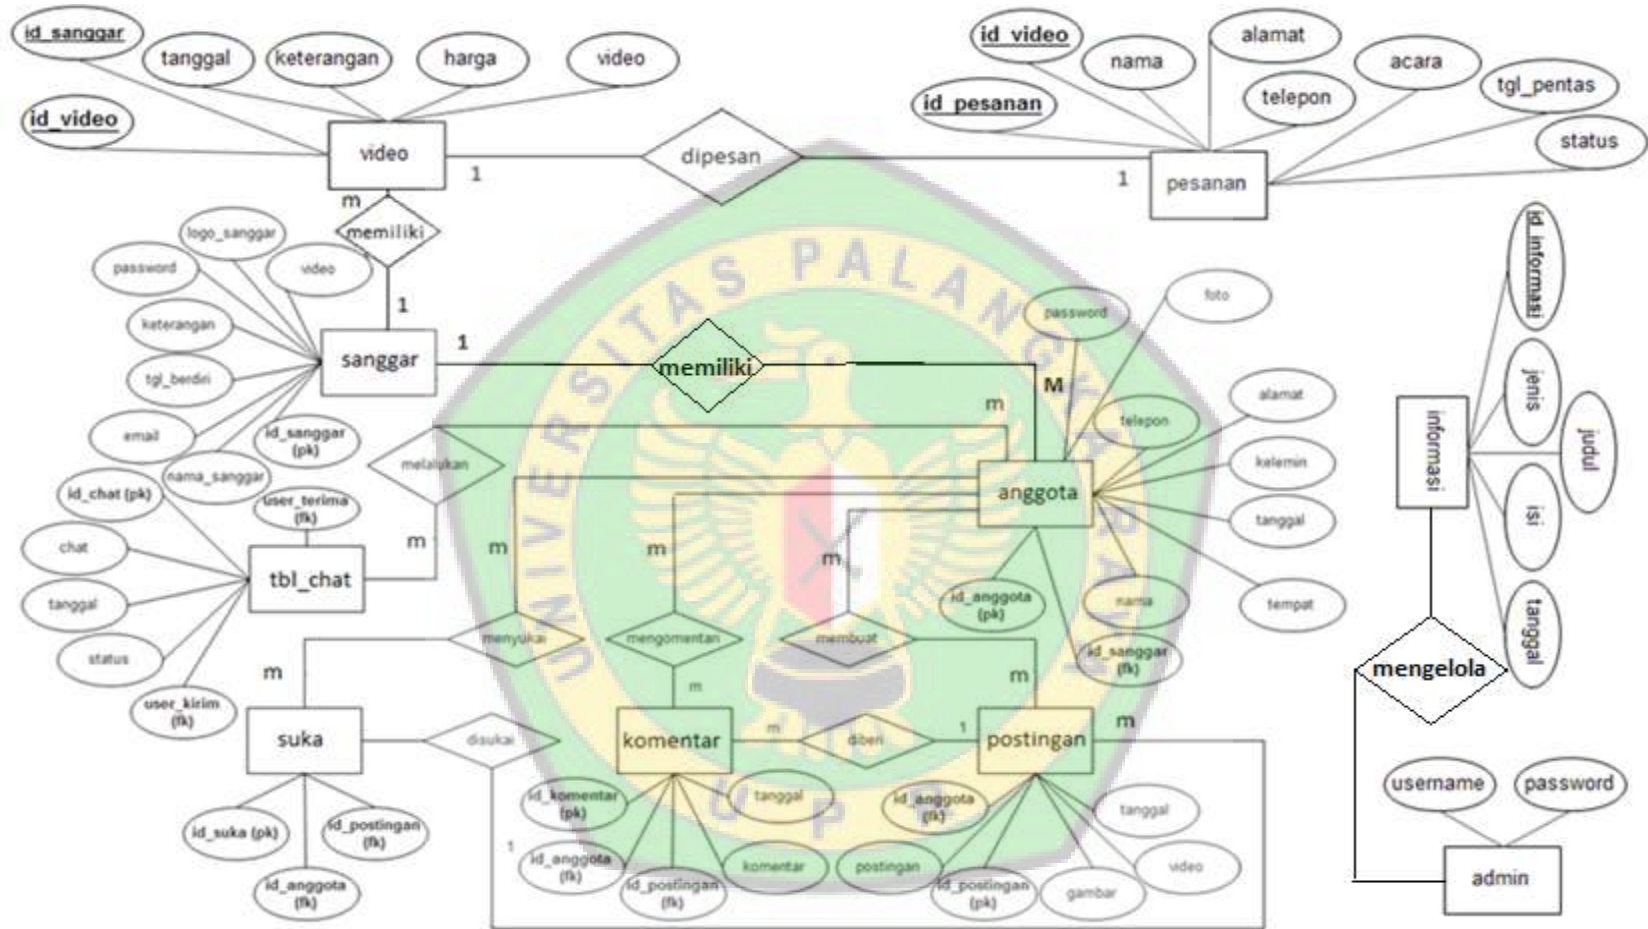 id_sanggar
tanggal
keterangan
harga
video
id_video
video
m
1
dipesan
1
id_video
nama
alamat
acara
id_pesanan
telepon
tgl_pentas
status
pesanan
memiliki
1
logo_sanggar
password
video
keterangan
tgl_berdiri
email
nama_sanggar
id_sanggar
(pk)
sanggar
1
memiliki
M
password
foto
telepon
alamat
kelemin
tanggal
tempat
nama
id_anggota
(pk)
id_sanggar
(fk)
anggota
m
melalukan
m
id_chat (pk)
user_terima
(fk)
chat
tanggal
status
user_kirim
(fk)
tbl_chat
m
m
m
menyukai
mengomentari
membuat
m
m
m
suka
disukai
komentar
m
diberi
1
postingan
m
id_suka (pk)
id_postingan
(fk)
id_anggota
(fk)
1
id_komentar
(pk)
tanggal
id_anggota
(fk)
id_postingan
(fk)
komentar
id_anggota
(fk)
tanggal
postingan
id_postingan
(pk)
gambar
video
id_informasi
jenis
judul
isi
tanggal
informasi
mengelola
username
password
admin
UNIVERSITAS PALANGKA RAYA
U P R